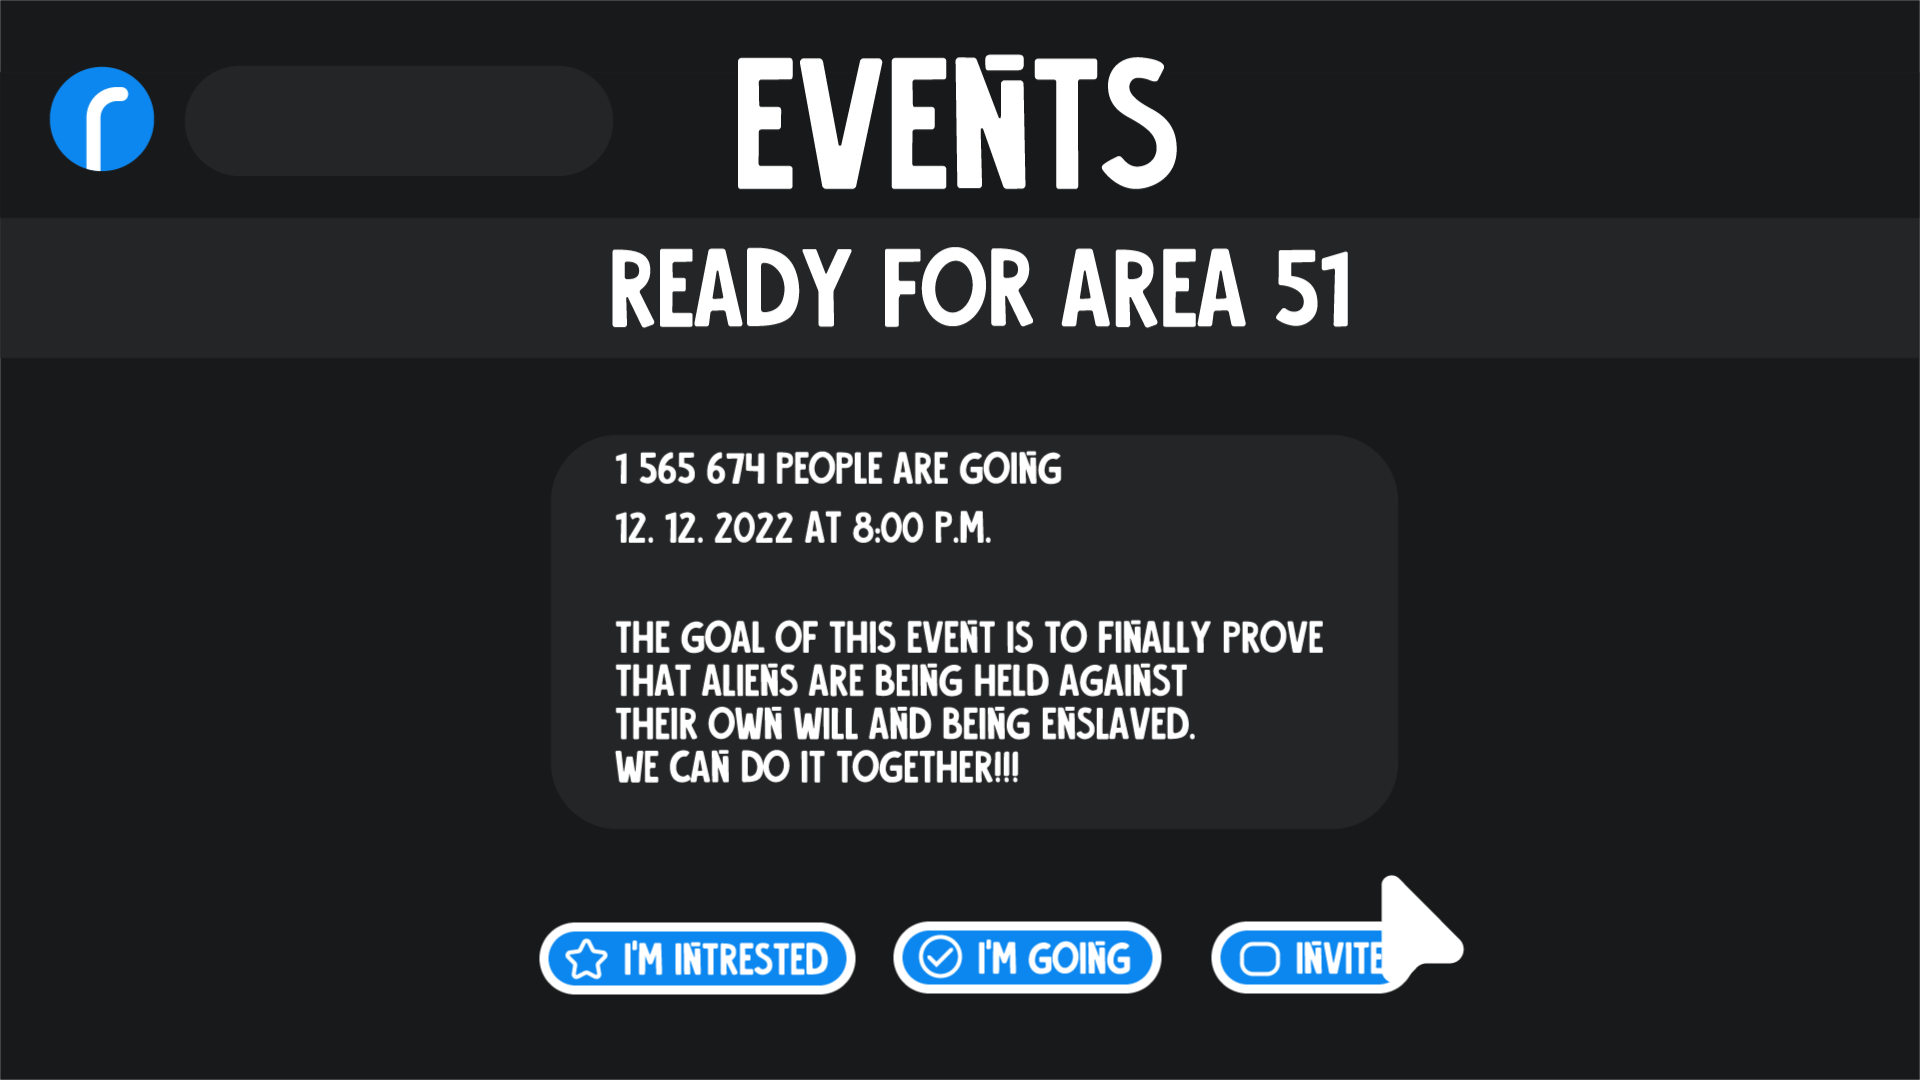 r
EVENTS
READY FOR AREA 51
1 565 674 PEOPLE ARE GOING
12. 12. 2022 AT 8:00 P.M.
THE GOAL OF THIS EVENT IS TO FINALLY PROVE
THAT ALIENS ARE BEING HELD AGAINST
THEIR OWN WILL AND BEING ENSLAVED.
WE CAN DO IT TOGETHER!!!
I'M INTRESTED
I'M GOING
INVITE